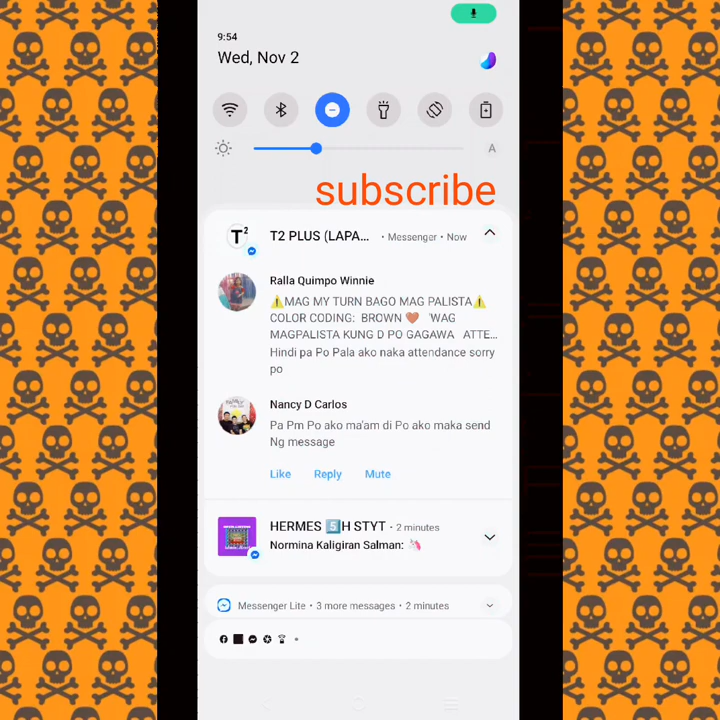 9:54
Wed, Nov 2
A
subscribe
T2 PLUS (LAPA... • Messenger • Now
Ralla Quimpo Winnie
⚠️MAG MY TURN BAGO MAG PALISTA⚠️
COLOR CODING: BROWN 🤎 'WAG
MAGPALISTA KUNG D PO GAGAWA ATTE...
Hindi pa Po Pala ako naka attendance sorry
po
Nancy D Carlos
Pa Pm Po ako ma'am di Po ako maka send
Ng message
Like Reply Mute
HERMES 5️⃣H STYT • 2 minutes
Normina Kaligiran Salman: 🦄
Messenger Lite • 3 more messages • 2 minutes